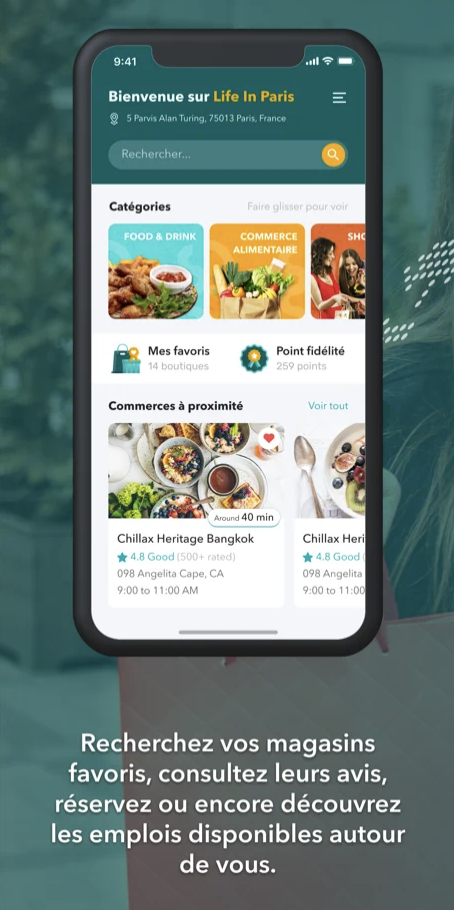 9:41
Bienvenue sur Life In Paris
5 Parvis Alan Turing, 75013 Paris, France
Rechercher...
Catégories
Faire glisser pour voir
FOOD & DRINK
COMMERCE
ALIMENTAIRE
SHO
Mes favoris
14 boutiques
Point fidélité
259 points
Commerces à proximité
Voir tout
Around 40 min
Chillax Heritage Bangkok
4.8 Good (500+ rated)
098 Angelita Cape, CA
9:00 to 11:00 AM
Chillax Heri
4.8 Good (
098 Angelita
9:00 to 11:00
Recherchez vos magasins
favoris, consultez leurs avis,
réservez ou encore découvrez
les emplois disponibles autour
de vous.